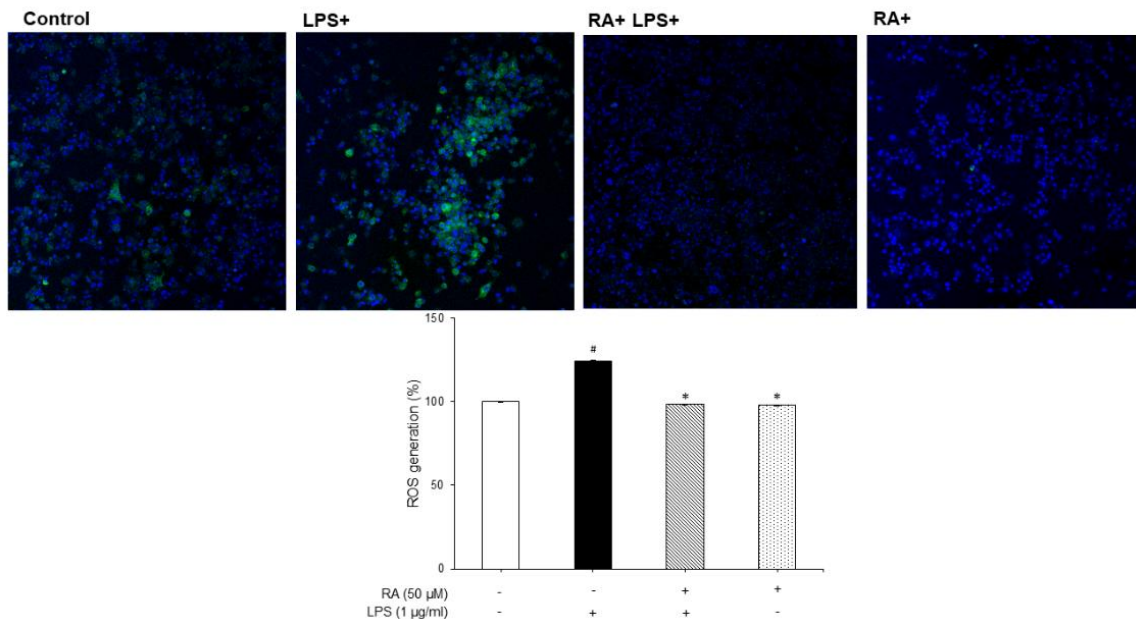 Control LPS+ RA+ LPS+ RA+
150
#
100
* *
ROS generation (%)
50
0
RA (50 µM) - - + +
LPS (1 µg/ml) - + + -